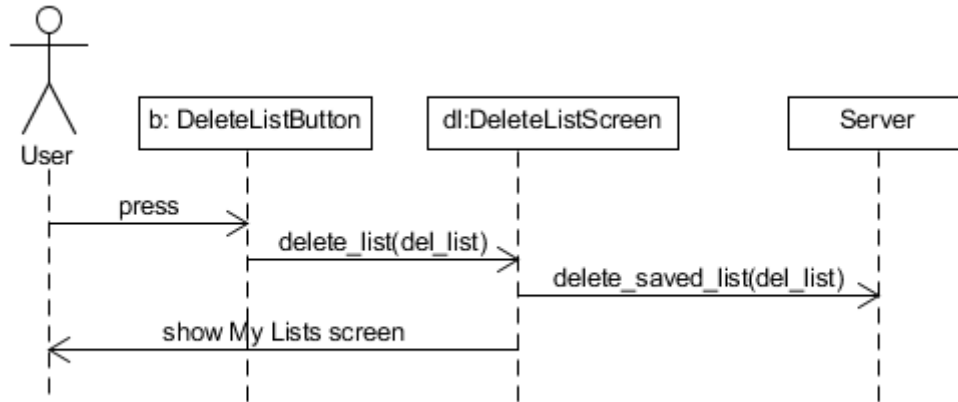 User
b: DeleteListButton
dl:DeleteListScreen
Server
press
delete_list(del_list)
delete_saved_list(del_list)
show My Lists screen